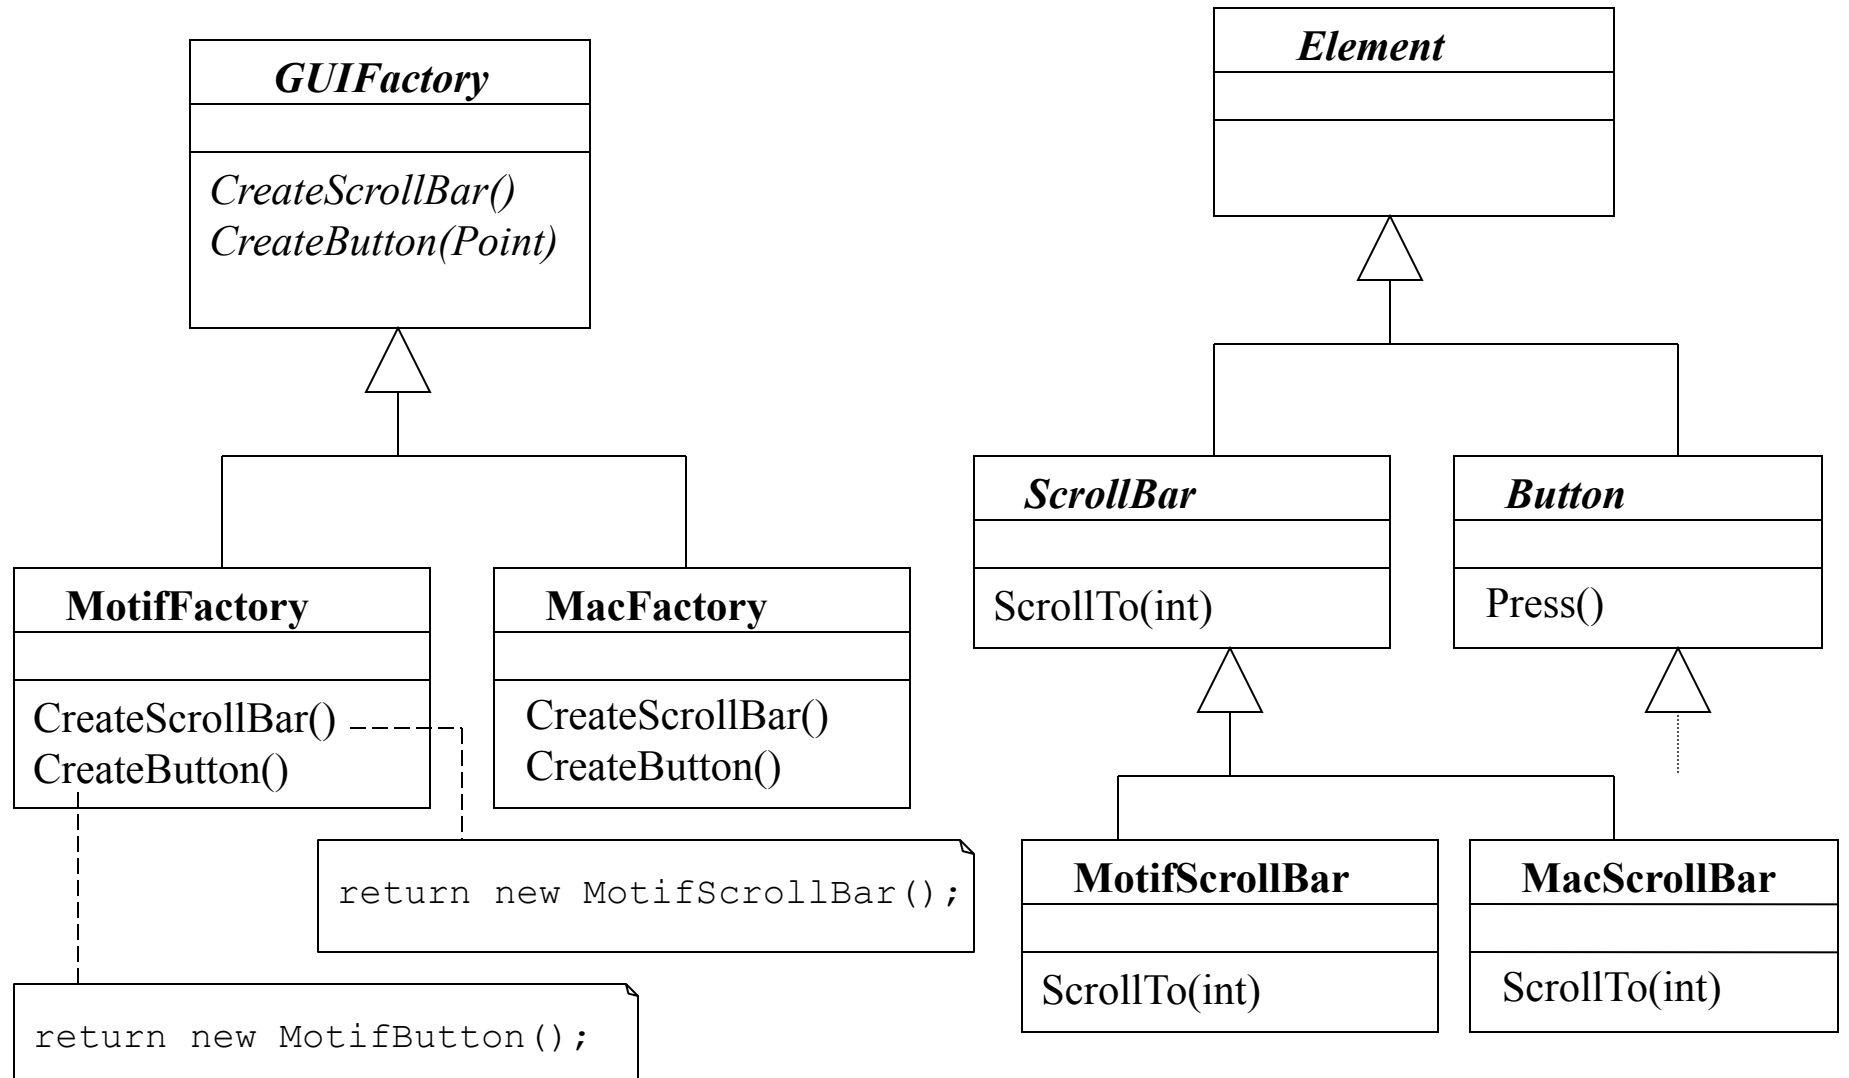 GUIFactory
CreateScrollBar()
CreateButton(Point)
MotifFactory
CreateScrollBar()
CreateButton()
MacFactory
CreateScrollBar()
CreateButton()
return new MotifScrollBar();
return new MotifButton();
Element
ScrollBar
ScrollTo(int)
Button
Press()
MotifScrollBar
ScrollTo(int)
MacScrollBar
ScrollTo(int)